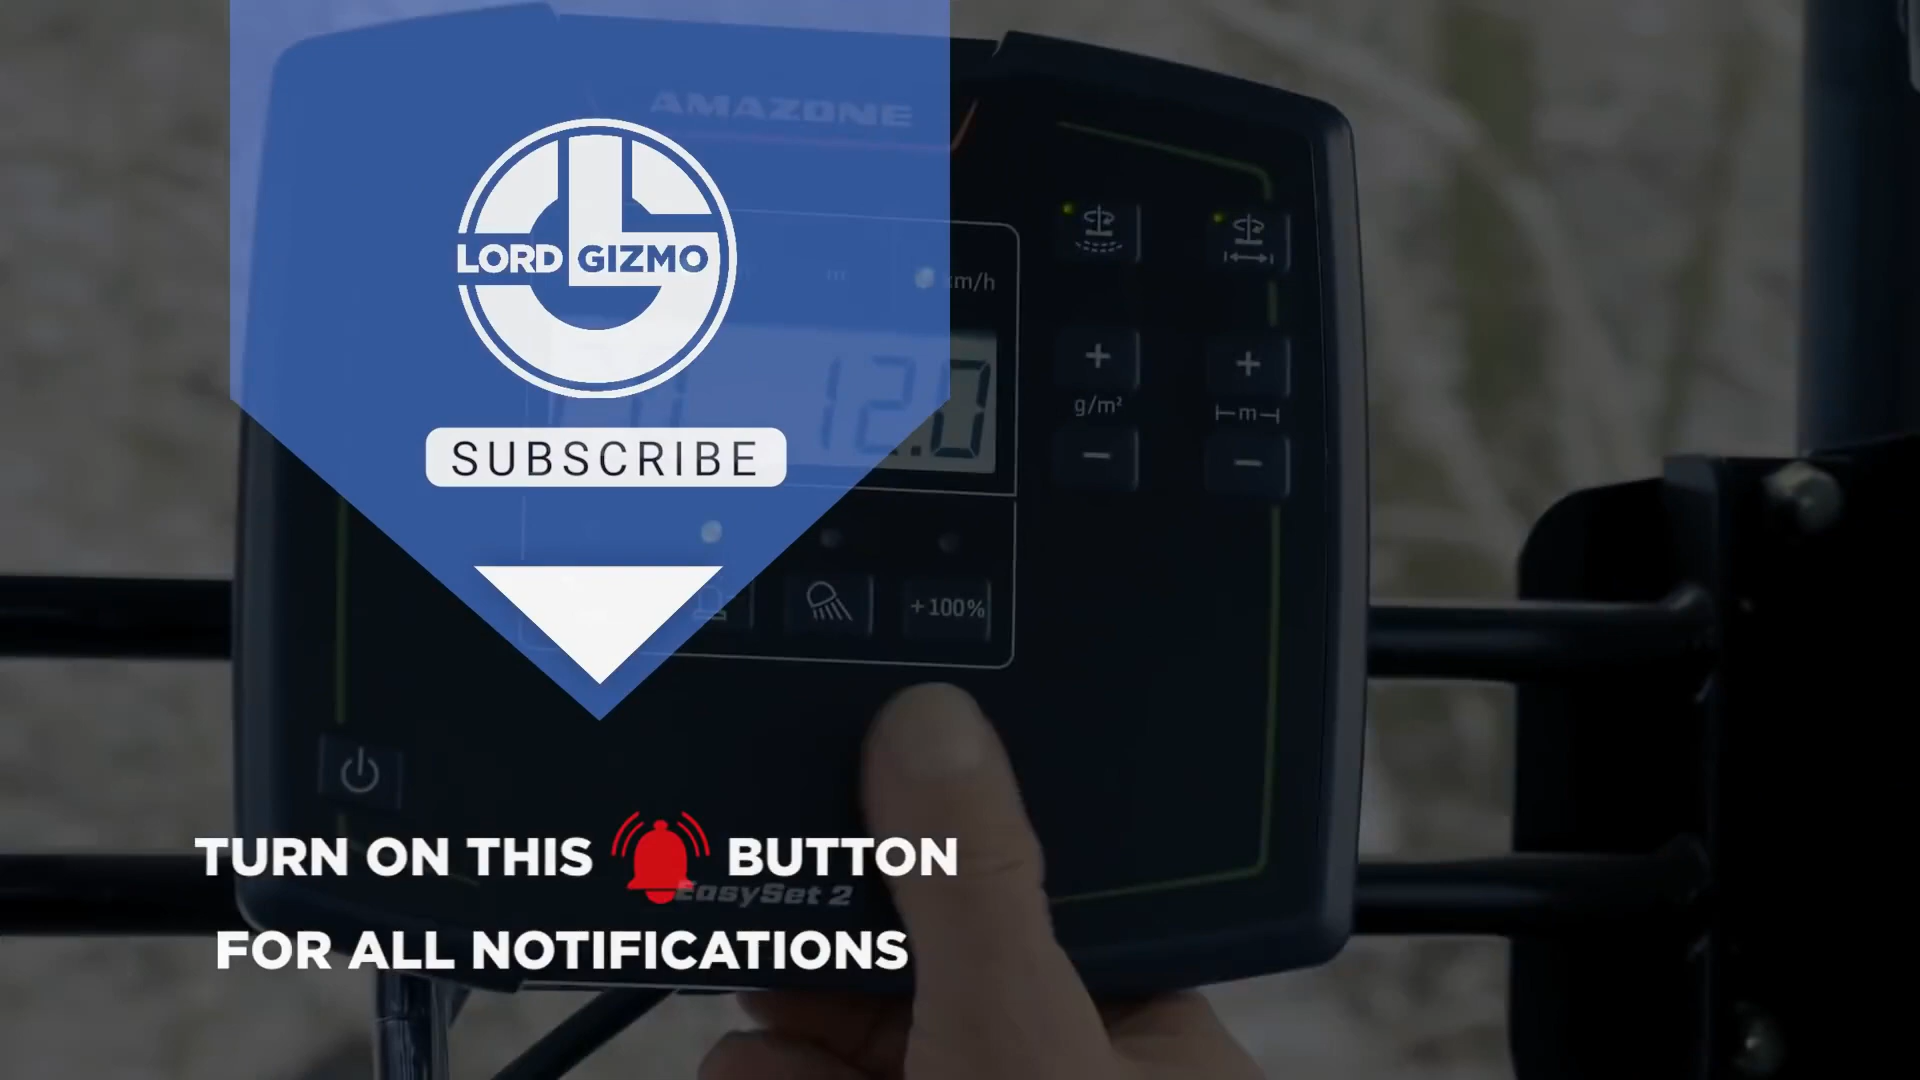 AMAZONE
LORD GIZMO
m
km/h
12.0
SUBSCRIBE
+
+
g/m²
m
−
−
+100%
TURN ON THIS BUTTON
EasySet 2
FOR ALL NOTIFICATIONS